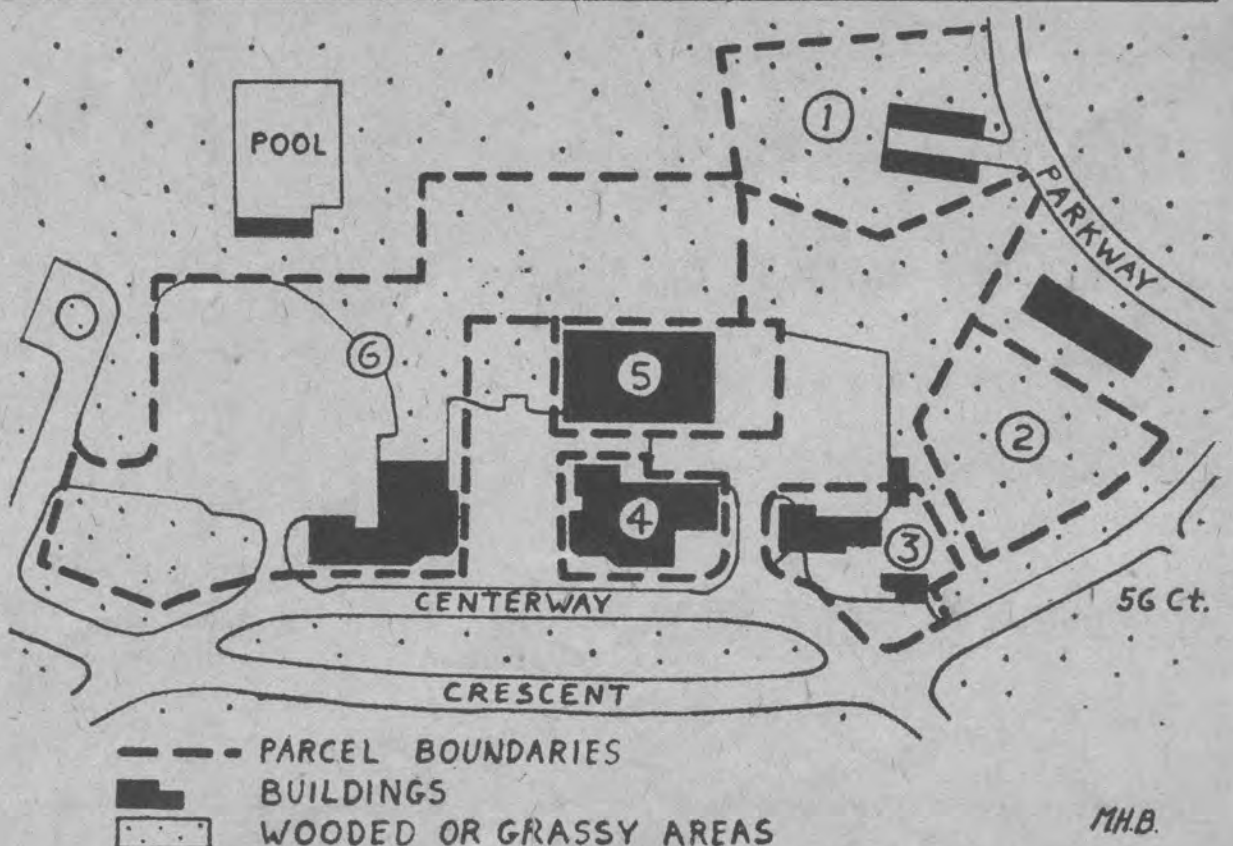 POOL
1
PARKWAY
6
5
2
4
3
CENTERWAY
56 Ct.
CRESCENT
PARCEL BOUNDARIES
BUILDINGS
WOODED OR GRASSY AREAS
M.H.B.